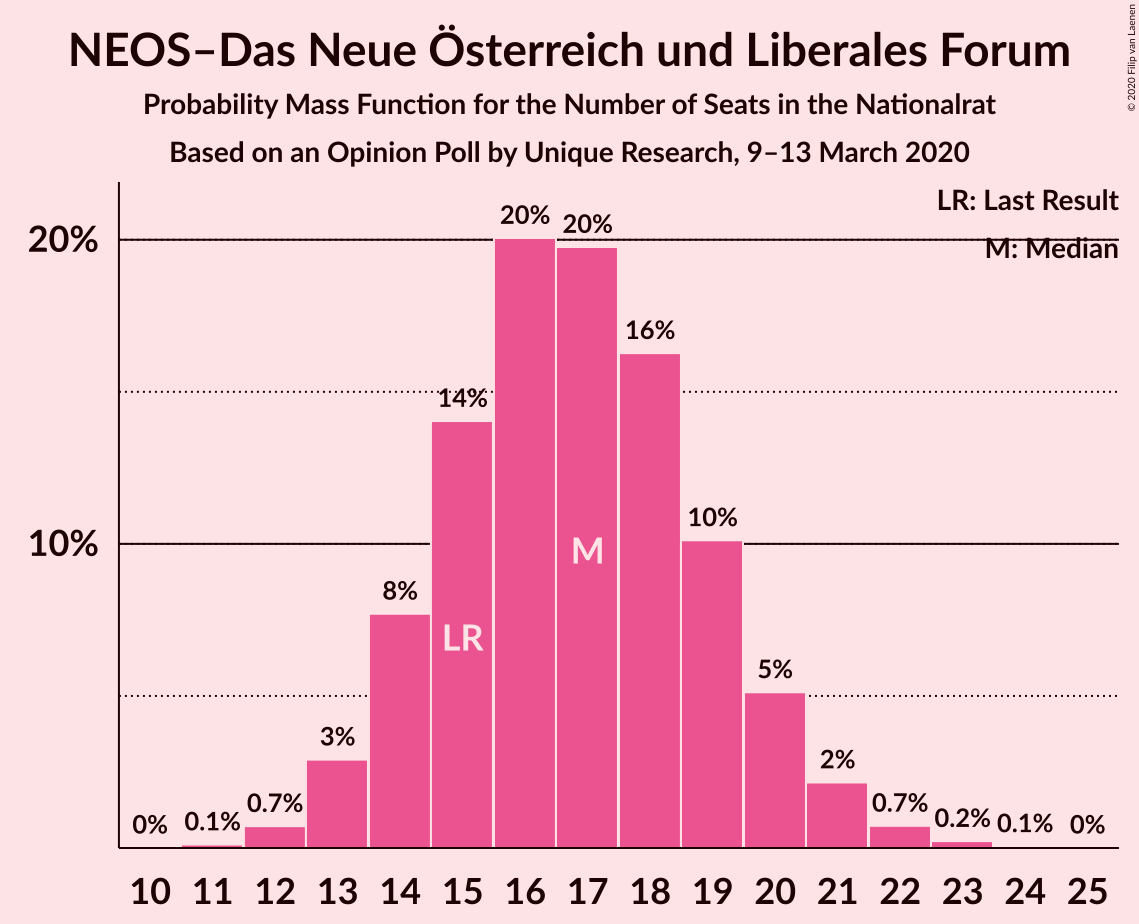 NEOS–Das Neue Österreich und Liberales Forum
Probability Mass Function for the Number of Seats in the Nationalrat
Based on an Opinion Poll by Unique Research, 9–13 March 2020
© 2020 Filip van Laenen
LR: Last Result
M: Median
20%
10%
0%
0.1%
0.7%
3%
8%
14%
20%
20%
16%
10%
5%
2%
0.7%
0.2%
0.1%
0%
LR
M
10 11 12 13 14 15 16 17 18 19 20 21 22 23 24 25